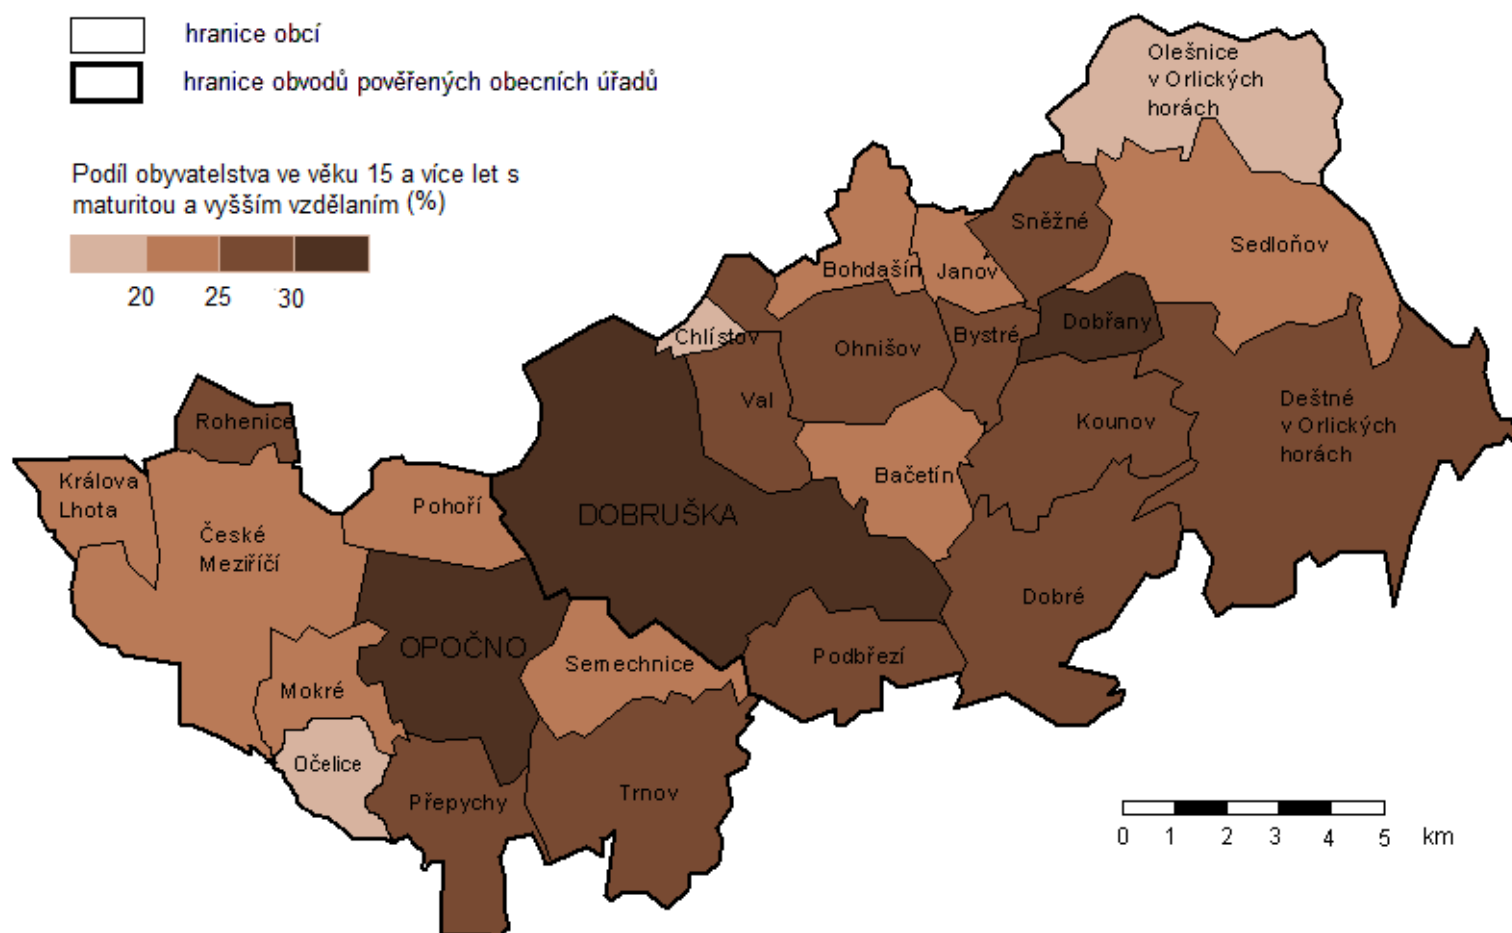 hranice obcí
hranice obvodů pověřených obecních úřadů
Podíl obyvatelstva ve věku 15 a více let s
maturitou a vyšším vzdělaním (%)
20 25 30
Olešnice
v Orlických
horách
Sněžné
Sedloňov
Bohdašín
Janov
Chlístov
Ohnišov
Bystré
Dobřany
Val
Rohenice
Kounov
Deštné
v Orlických
horách
Králova
Lhota
Pohoří
Bačetín
DOBRUŠKA
České
Meziříčí
Dobré
OPOČNO
Semechnice
Podbřezí
Mokré
Očelice
Přepychy
Trnov
0 1 2 3 4 5 km